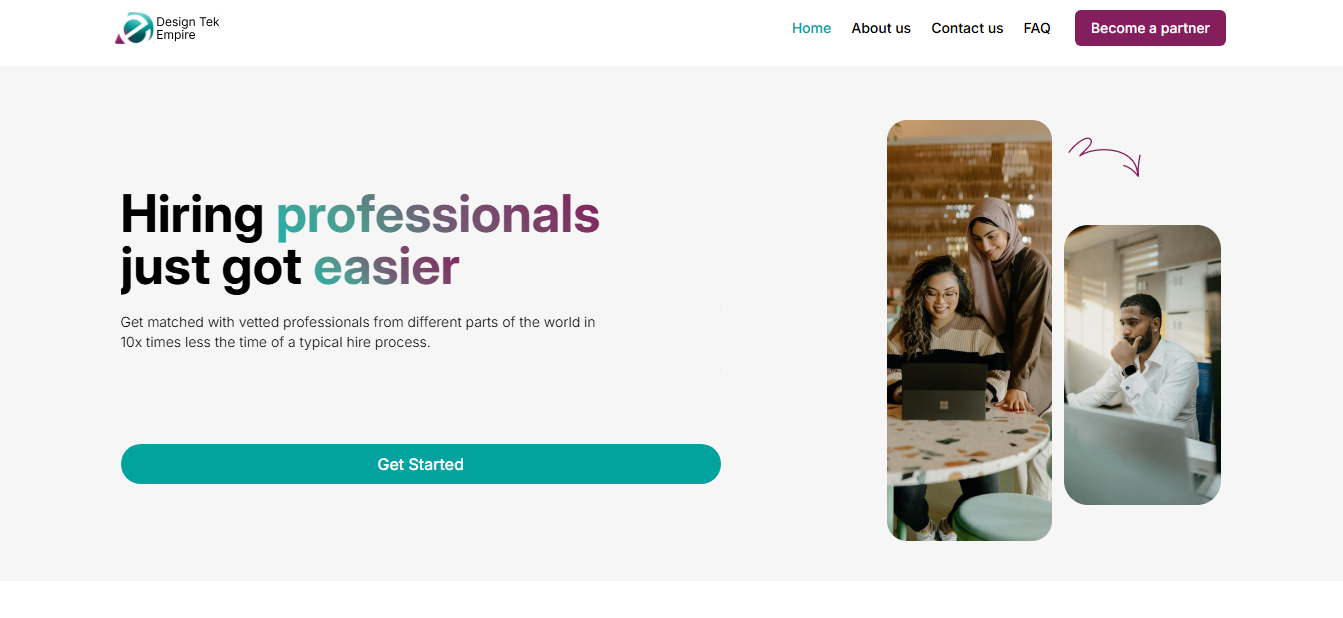 Design Tek
Empire
Home
About us
Contact us
FAQ
Become a partner
Hiring professionals
just got easier
Get matched with vetted professionals from different parts of the world in
10x times less the time of a typical hire process.
Get Started